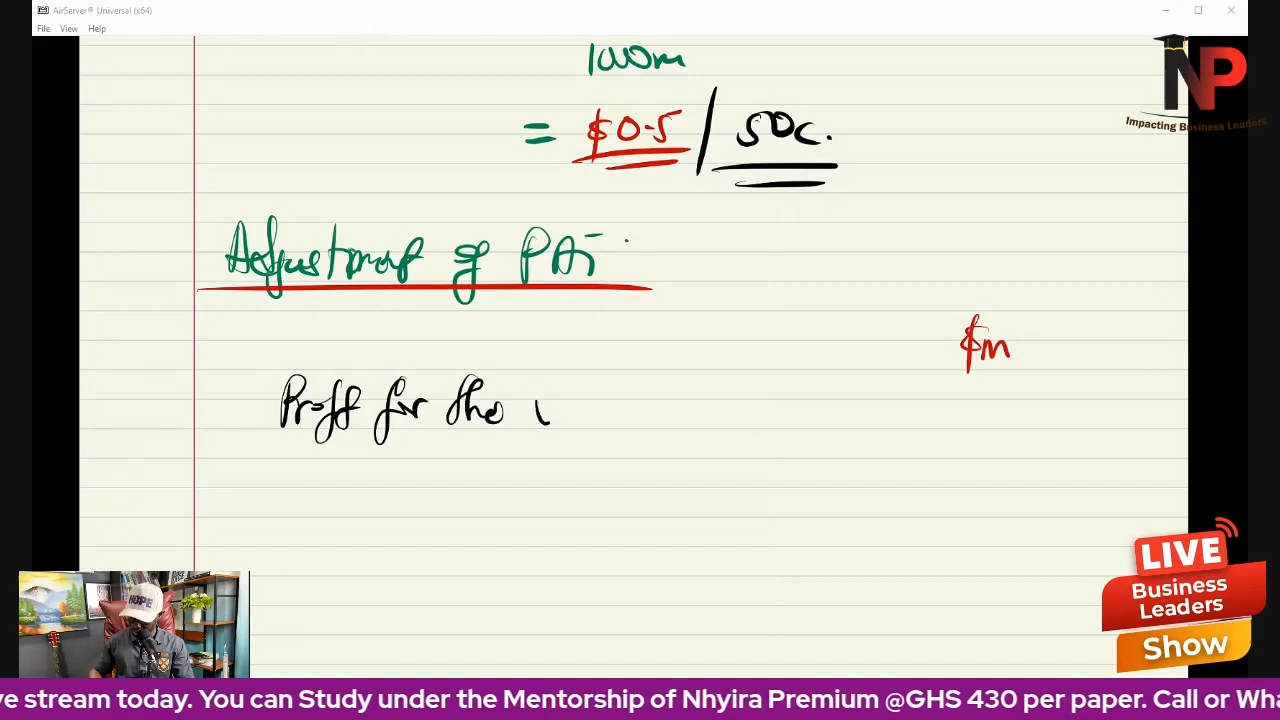 AirServer® Universal (x64)
File View Help
100m
= $0.5 / 50c.
Adjustment of PAT
$m
Profit for the
NP
Impacting Business Leaders
HOPE
LIVE
Business
Leaders
Show
ve stream today. You can Study under the Mentorship of Nhyira Premium @GHS 430 per paper. Call or Wha